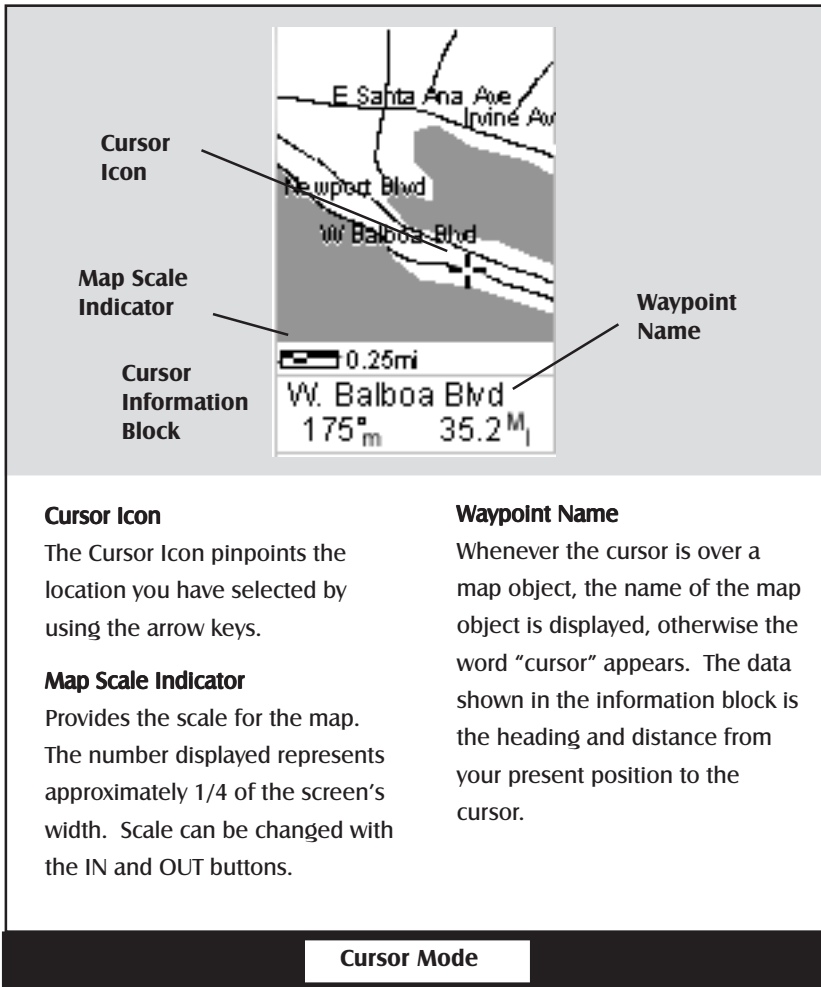 E Santa Ana Ave
Irvine Av
Cursor
Icon
Newport Blvd
W Balboa Blvd
Map Scale
Indicator
Waypoint
Name
0.25mi
Cursor
Information
Block
W. Balboa Blvd
175°m 35.2 MI
Cursor Icon
The Cursor Icon pinpoints the
location you have selected by
using the arrow keys.
Map Scale Indicator
Provides the scale for the map.
The number displayed represents
approximately 1/4 of the screen’s
width. Scale can be changed with
the IN and OUT buttons.
Waypoint Name
Whenever the cursor is over a
map object, the name of the map
object is displayed, otherwise the
word “cursor” appears. The data
shown in the information block is
the heading and distance from
your present position to the
cursor.
Cursor Mode